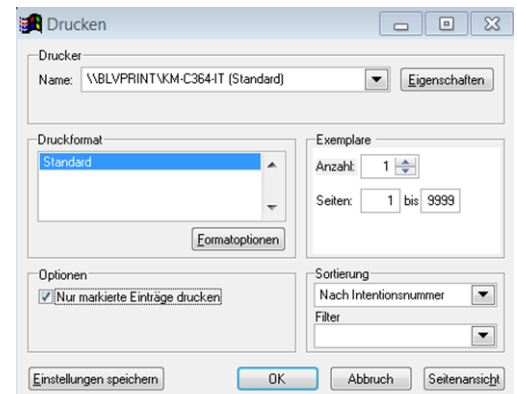 Drucken
Drucker
Name: \\BLVPRINT\KM-C364-IT (Standard) Eigenschaften
Druckformat
Standard
Formatoptionen
Exemplare
Anzahl: 1
Seiten: 1 bis 9999
Optionen
Nur markierte Einträge drucken
Sortierung
Nach Intentionsnummer
Filter
Einstellungen speichern OK Abbruch Seitenansicht